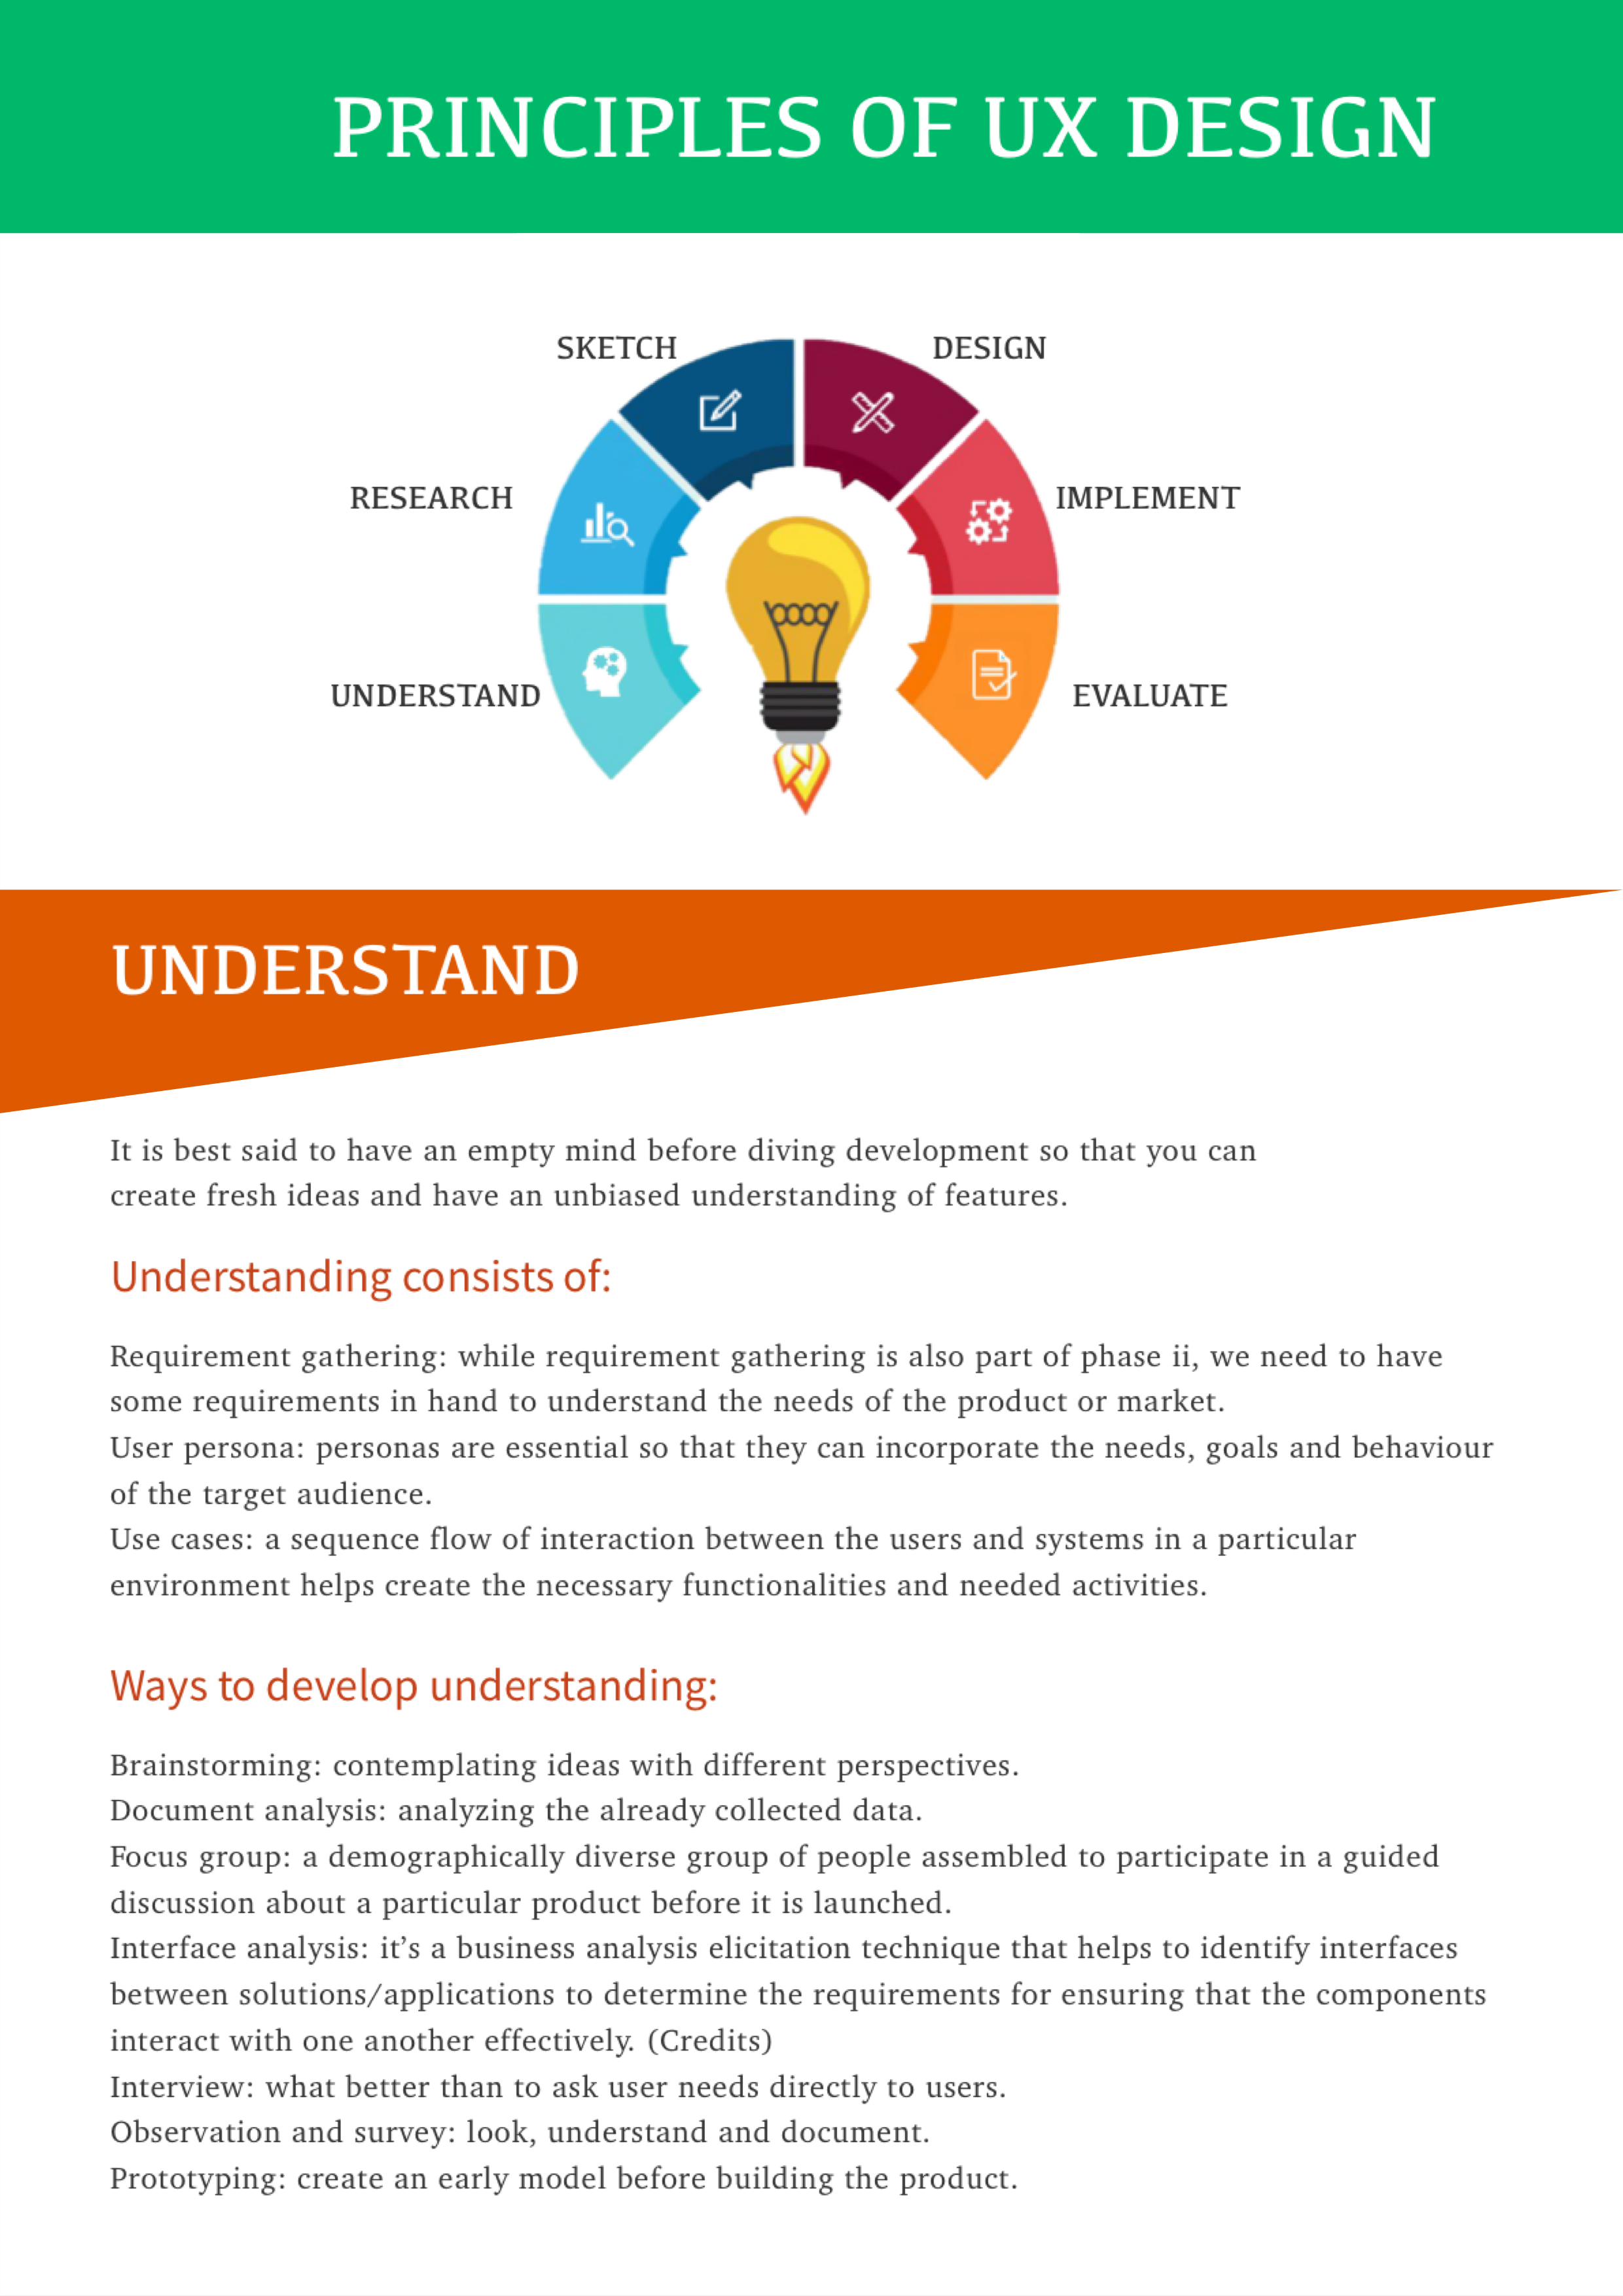 PRINCIPLES OF UX DESIGN
SKETCH
DESIGN
RESEARCH
IMPLEMENT
UNDERSTAND
EVALUATE
UNDERSTAND
It is best said to have an empty mind before diving development so that you can
create fresh ideas and have an unbiased understanding of features.
Understanding consists of:
Requirement gathering: while requirement gathering is also part of phase ii, we need to have
some requirements in hand to understand the needs of the product or market.
User persona: personas are essential so that they can incorporate the needs, goals and behaviour
of the target audience.
Use cases: a sequence flow of interaction between the users and systems in a particular
environment helps create the necessary functionalities and needed activities.
Ways to develop understanding:
Brainstorming: contemplating ideas with different perspectives.
Document analysis: analyzing the already collected data.
Focus group: a demographically diverse group of people assembled to participate in a guided
discussion about a particular product before it is launched.
Interface analysis: it’s a business analysis elicitation technique that helps to identify interfaces
between solutions/applications to determine the requirements for ensuring that the components
interact with one another effectively. (Credits)
Interview: what better than to ask user needs directly to users.
Observation and survey: look, understand and document.
Prototyping: create an early model before building the product.